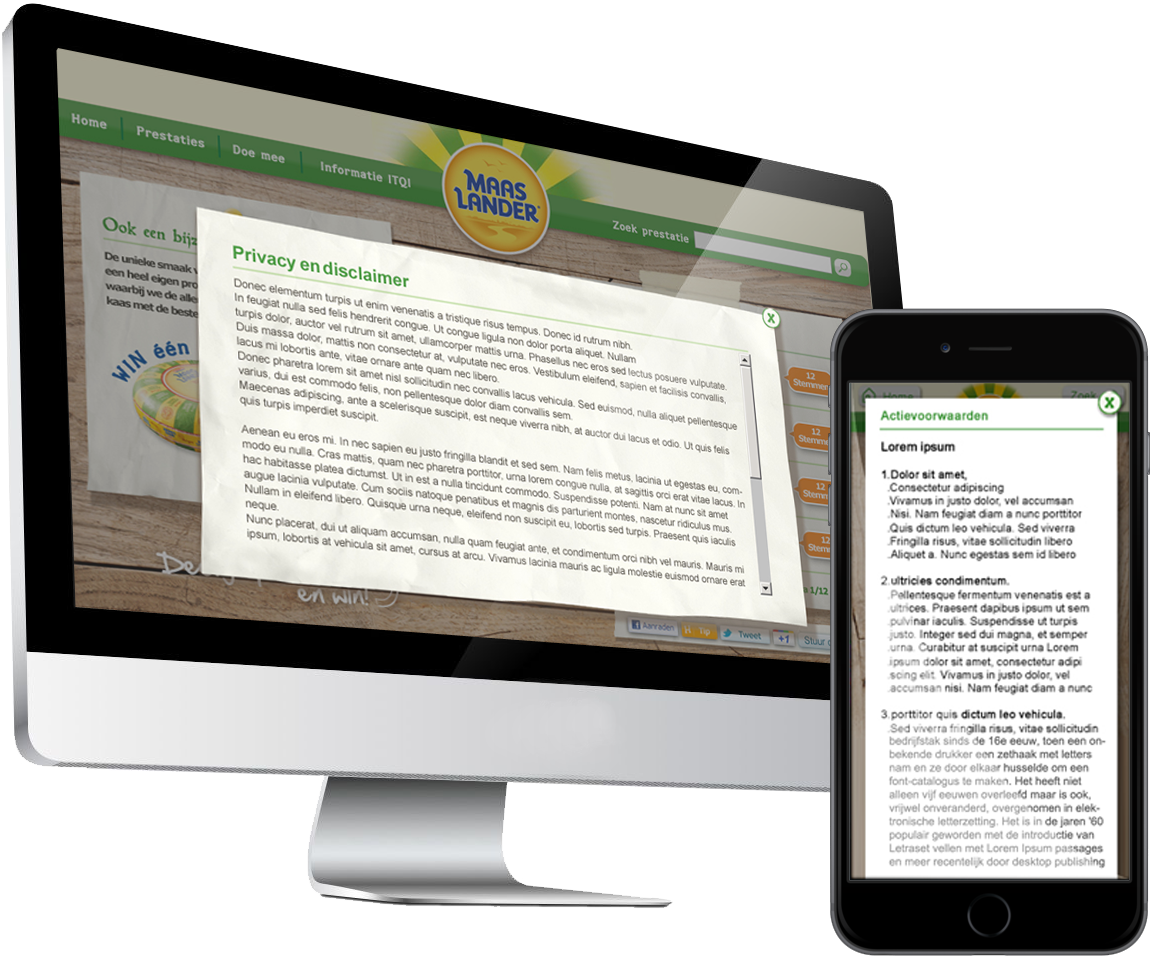 Home
Prestaties
Doe mee
Informatie ITQI
MAAS
LANDER
Zoek prestatie
Ook een bijz
De unieke smaak
een heel eigen pro
waarbij we de alle
kaas met de beste
WIN één
Privacy en disclaimer
X
Donec elementum turpis ut enim venenatis a tristique risus tempus. Donec id rutrum nibh.
In feugiat nulla sed felis hendrerit congue. Ut congue ligula non dolor porta aliquet. Nullam
turpis dolor, auctor vel rutrum sit amet, ullamcorper mattis urna. Phasellus nec eros sed lectus posuere vulputate.
Duis massa dolor, mattis non consectetur at, vulputate nec eros. Vestibulum eleifend, sapien et facilisis convallis,
lacus mi lobortis ante, vitae ornare ante quam nec libero.
Donec pharetra lorem sit amet nisl sollicitudin nec convallis lacus vehicula. Sed euismod, nulla aliquet pellentesque
varius, dui est commodo felis, non pellentesque dolor diam convallis sem.
Maecenas adipiscing, ante a scelerisque suscipit, est neque viverra nibh, at auctor dui lacus et odio. Ut quis felis
quis turpis imperdiet suscipit.
Aenean eu eros mi. In nec sapien eu justo fringilla blandit et sed sem. Nam felis metus, lacinia ut egestas eu, com-
modo eu nulla. Cras mattis, quam nec pharetra porttitor, urna lorem congue nulla, at sagittis orci erat vitae lacus. In
hac habitasse platea dictumst. Ut in est a nulla tincidunt commodo. Suspendisse potenti. Nam at nunc sit amet
augue lacinia vulputate. Cum sociis natoque penatibus et magnis dis parturient montes, nascetur ridiculus mus.
Nullam in eleifend libero. Quisque urna neque, eleifend non suscipit eu, lobortis sed turpis. Praesent quis iaculis
neque.
Nunc placerat, dui ut aliquam accumsan, nulla quam feugiat ante, et condimentum orci nibh vel mauris. Mauris mi
ipsum, lobortis at vehicula sit amet, cursus at arcu. Vivamus lacinia mauris ac ligula molestie euismod ornare erat
12
Stemmen
12
Stemm
12
Stemm
12
Stem
1/12
en win!
Aanraden
Tweet
+1
Stuur
Home
Zoek
X
Actievoorwaarden
Lorem ipsum
1.Dolor sit amet,
.Consectetur adipiscing
.Vivamus in justo dolor, vel accumsan
.Nisi. Nam feugiat diam a nunc porttitor
.Quis dictum leo vehicula. Sed viverra
.Fringilla risus, vitae sollicitudin libero
.Aliquet a. Nunc egestas sem id libero
2.ultricies condimentum.
.Pellentesque fermentum venenatis est a
.ultrices. Praesent dapibus ipsum ut sem
.pulvinar iaculis. Suspendisse ut turpis
.justo. Integer sed dui magna, et semper
.urna. Curabitur at suscipit urna Lorem
.ipsum dolor sit amet, consectetur adipi
.scing elit. Vivamus in justo dolor, vel
.accumsan nisi. Nam feugiat diam a nunc
3.porttitor quis dictum leo vehicula.
.Sed viverra fringilla risus, vitae sollicitudin
bedrijfstak sinds de 16e eeuw, toen een on-
bekende drukker een zethaak met letters
nam en ze door elkaar husselde om een
font-catalogus te maken. Het heeft niet
alleen vijf eeuwen overleefd maar is ook,
vrijwel onveranderd, overgenomen in elek-
tronische letterzetting. Het is in de jaren '60
populair geworden met de introductie van
Letraset vellen met Lorem Ipsum passages
en meer recentelijk door desktop publishing